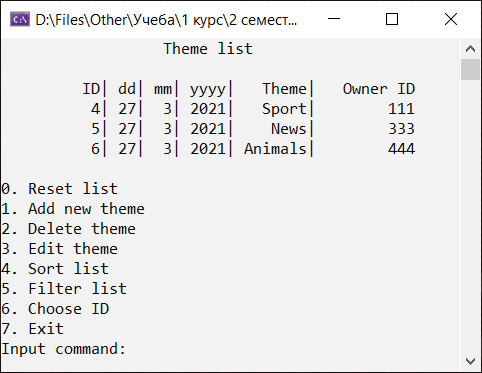 D:\Files\Other\Учеба\1 курс\2 семест...
Theme list
ID| dd| mm| yyyy| Theme| Owner ID
4| 27| 3| 2021| Sport| 111
5| 27| 3| 2021| News| 333
6| 27| 3| 2021| Animals| 444
0. Reset list
1. Add new theme
2. Delete theme
3. Edit theme
4. Sort list
5. Filter list
6. Choose ID
7. Exit
Input command: